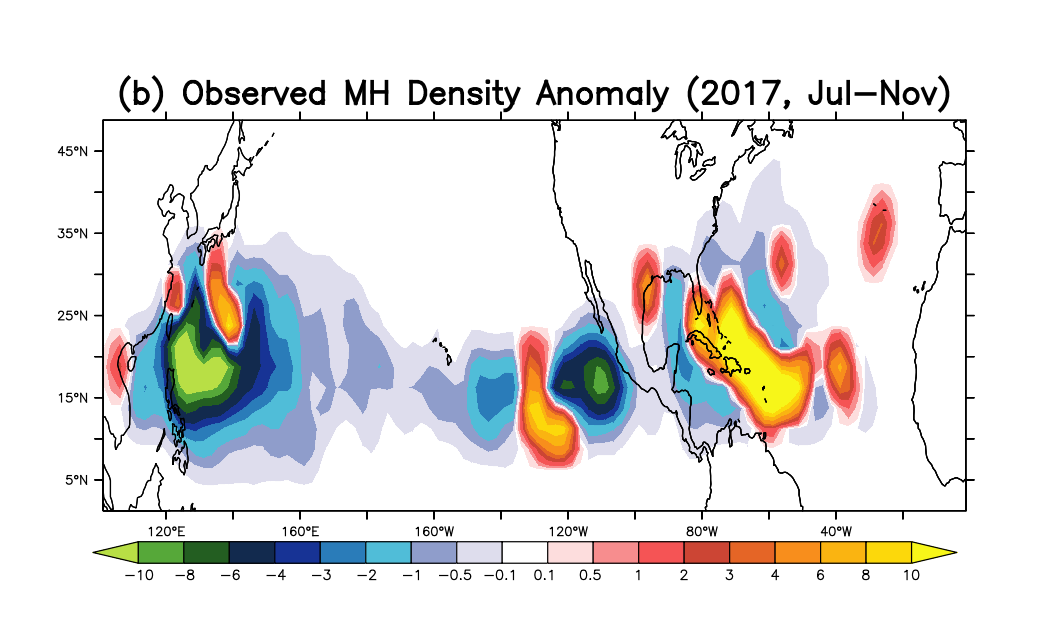 (b) Observed MH Density Anomaly (2017, Jul−Nov)
45°N
35°N
25°N
15°N
5°N
120°E 160°E 160°W 120°W 80°W 40°W
−10 −8 −6 −4 −3 −2 −1 −0.5 −0.1 0.1 0.5 1 2 3 4 6 8 10